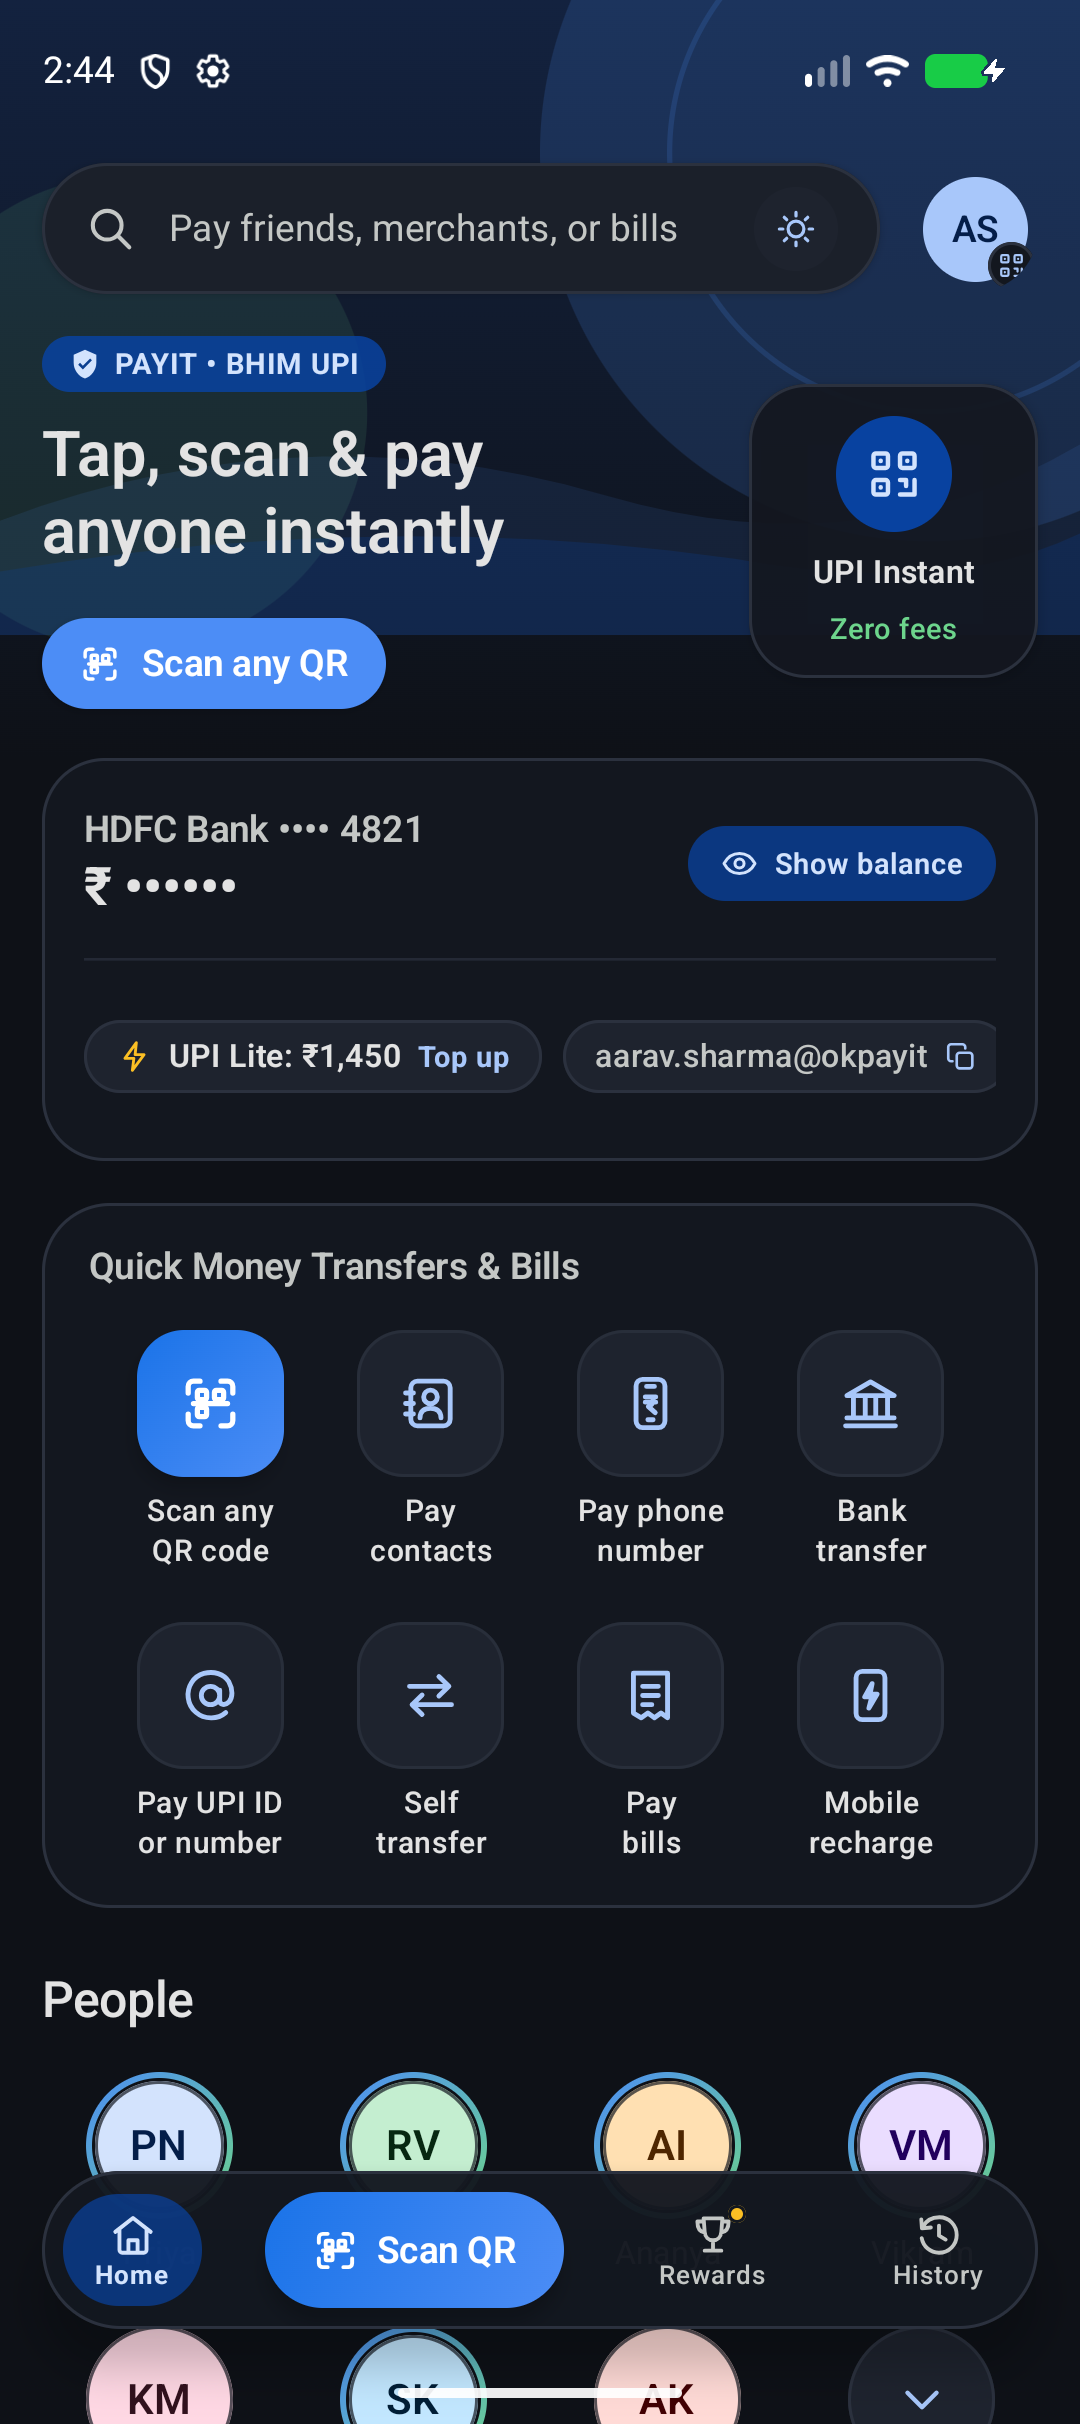 2:44
Pay friends, merchants, or bills
AS
PAYIT • BHIM UPI
Tap, scan & pay
anyone instantly
UPI Instant
Zero fees
Scan any QR
HDFC Bank •••• 4821
₹ ••••••
Show balance
UPI Lite: ₹1,450 Top up
aarav.sharma@okpayit
Quick Money Transfers & Bills
Scan any
QR code
Pay
contacts
Pay phone
number
Bank
transfer
Pay UPI ID
or number
Self
transfer
Pay
bills
Mobile
recharge
People
PN
RV
AI
VM
Ananya
Vikram
Home
Scan QR
Rewards
History
KM
SK
AK